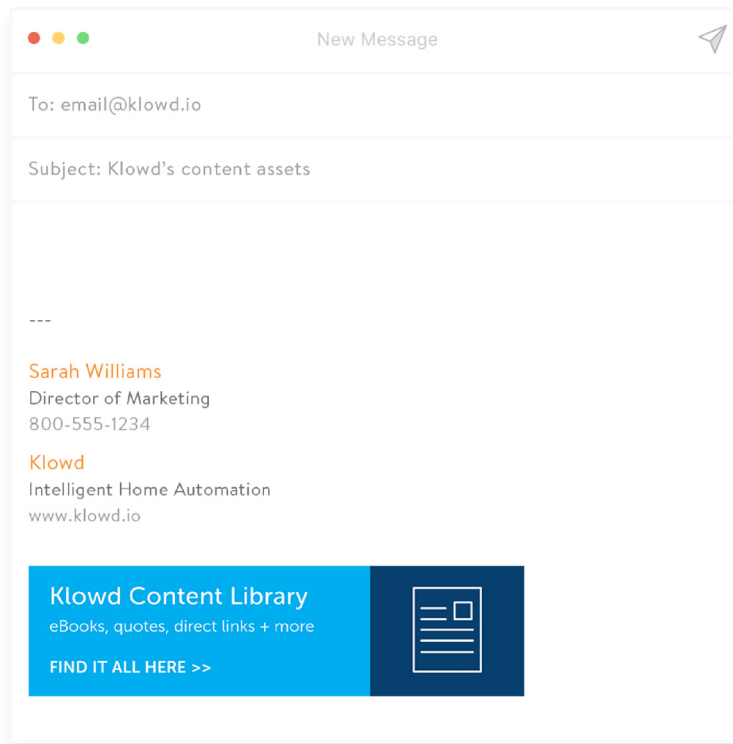 New Message
To: email@klowd.io
Subject: Klowd’s content assets
---
Sarah Williams
Director of Marketing
800-555-1234
Klowd
Intelligent Home Automation
www.klowd.io
Klowd Content Library
eBooks, quotes, direct links + more
FIND IT ALL HERE >>